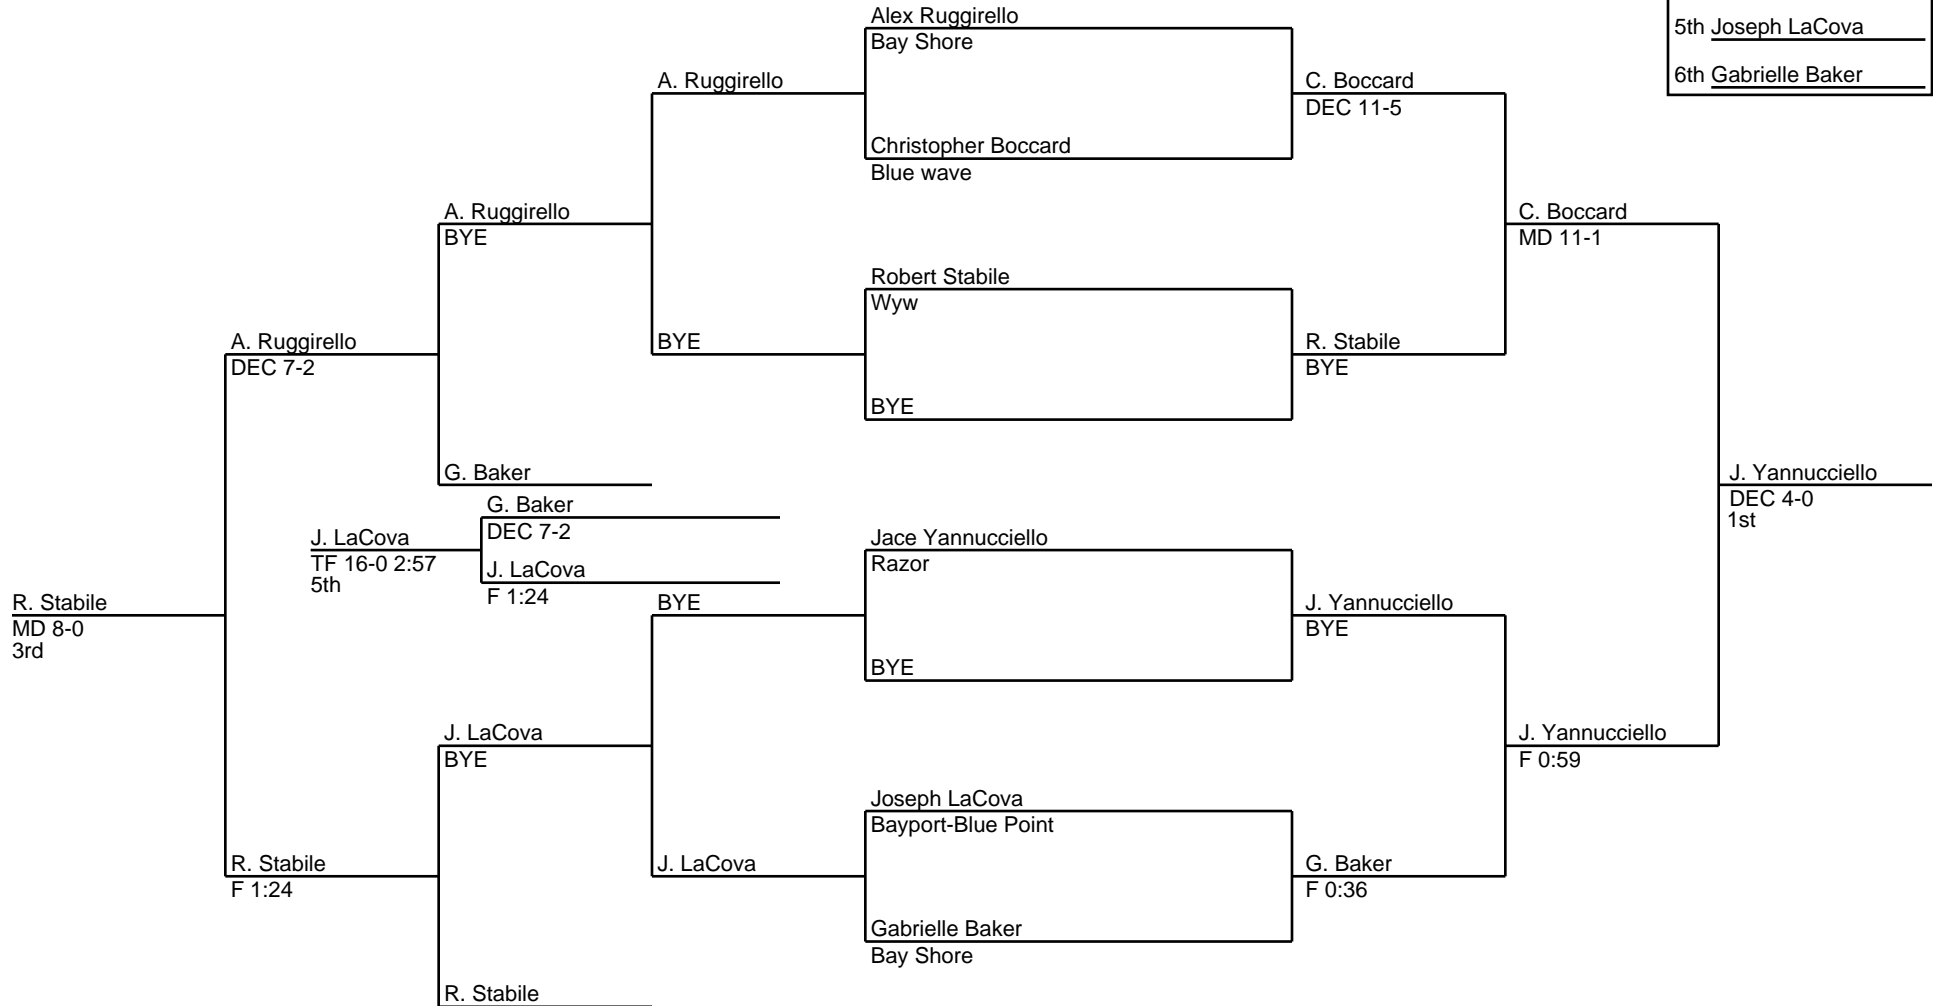 Alex Ruggirello
Bay Shore
5th Joseph LaCova
6th Gabrielle Baker
A. Ruggirello
C. Boccard
DEC 11-5
Christopher Boccard
Blue wave
A. Ruggirello
BYE
C. Boccard
MD 11-1
Robert Stabile
Wyw
A. Ruggirello
DEC 7-2
BYE
R. Stabile
BYE
BYE
G. Baker
J. Yannucciello
DEC 4-0
1st
G. Baker
DEC 7-2
J. LaCova
TF 16-0 2:57
5th
J. LaCova
F 1:24
Jace Yannucciello
Razor
R. Stabile
MD 8-0
3rd
BYE
J. Yannucciello
BYE
BYE
J. LaCova
BYE
J. Yannucciello
F 0:59
Joseph LaCova
Bayport-Blue Point
R. Stabile
F 1:24
J. LaCova
G. Baker
F 0:36
Gabrielle Baker
Bay Shore
R. Stabile